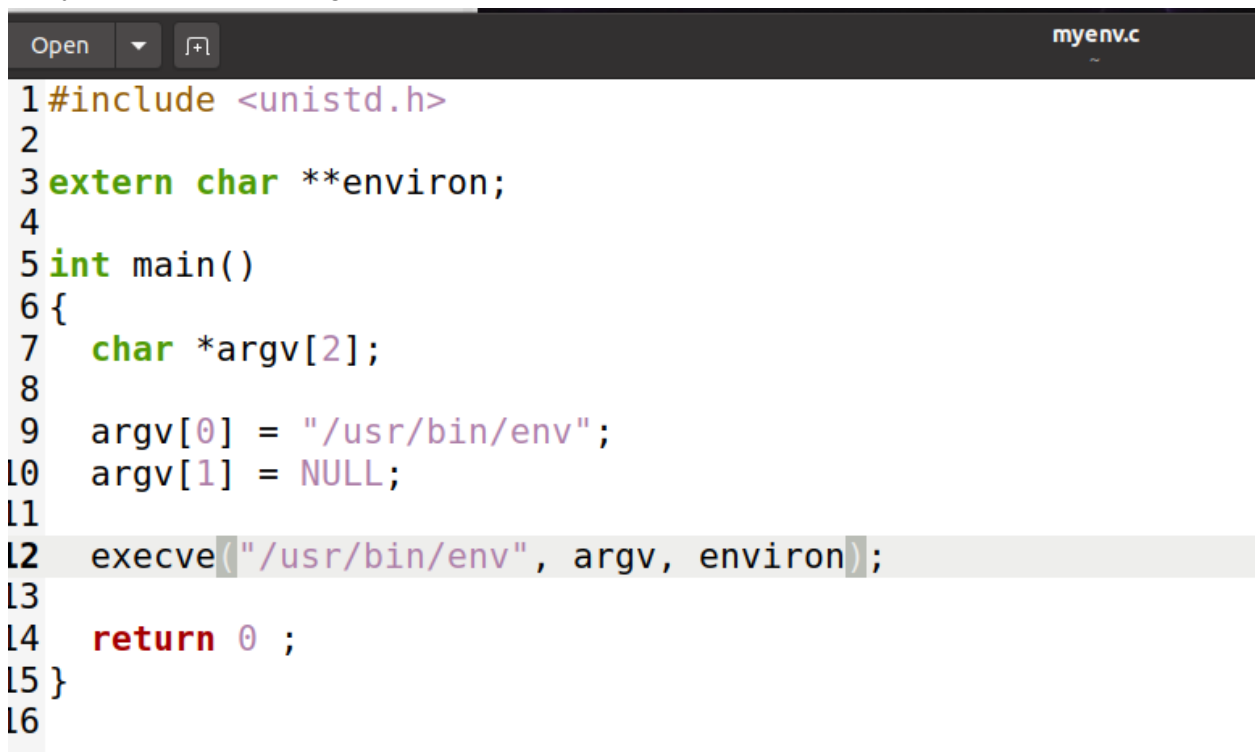 Open
myenv.c
~
1 #include <unistd.h>
2
3 extern char **environ;
4
5 int main()
6 {
7   char *argv[2];
8
9   argv[0] = "/usr/bin/env";
10   argv[1] = NULL;
11
12   execve("/usr/bin/env", argv, environ);
13
14   return 0 ;
15 }
16